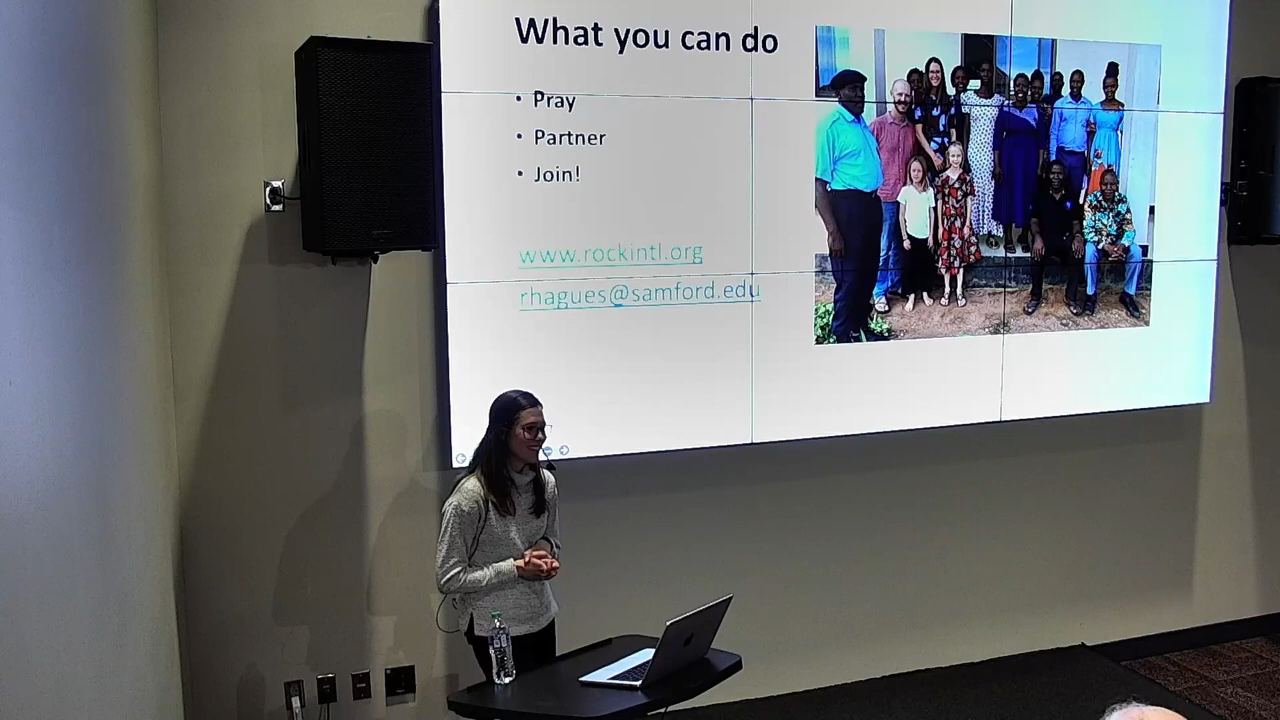 What you can do
• Pray
• Partner
• Join!
www.rockintl.org
rhagues@samford.edu